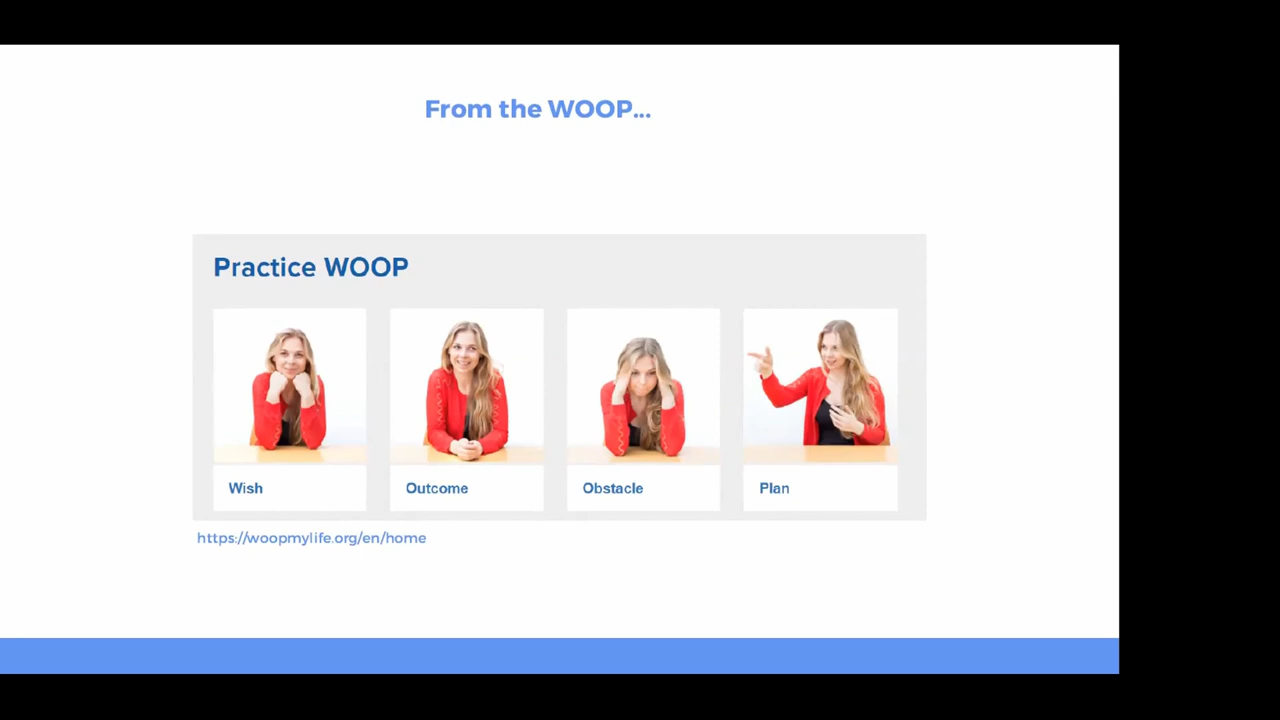 From the WOOP...
Practice WOOP
Wish
Outcome
Obstacle
Plan
https://woopmylife.org/en/home